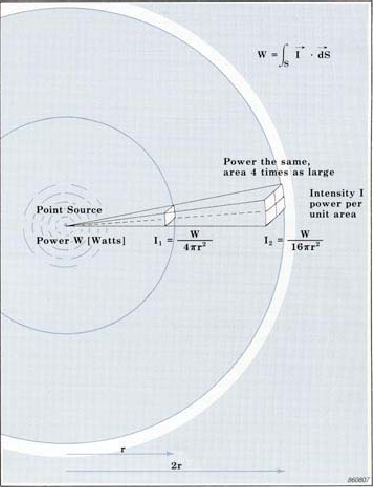 W = ∫S I⃗ · dS⃗
Power the same,
area 4 times as large
Intensity I
power per
unit area
Point Source
Power W [Watts]
I₁ = W / 4πr²
I₂ = W / 16πr²
r
2r
860807